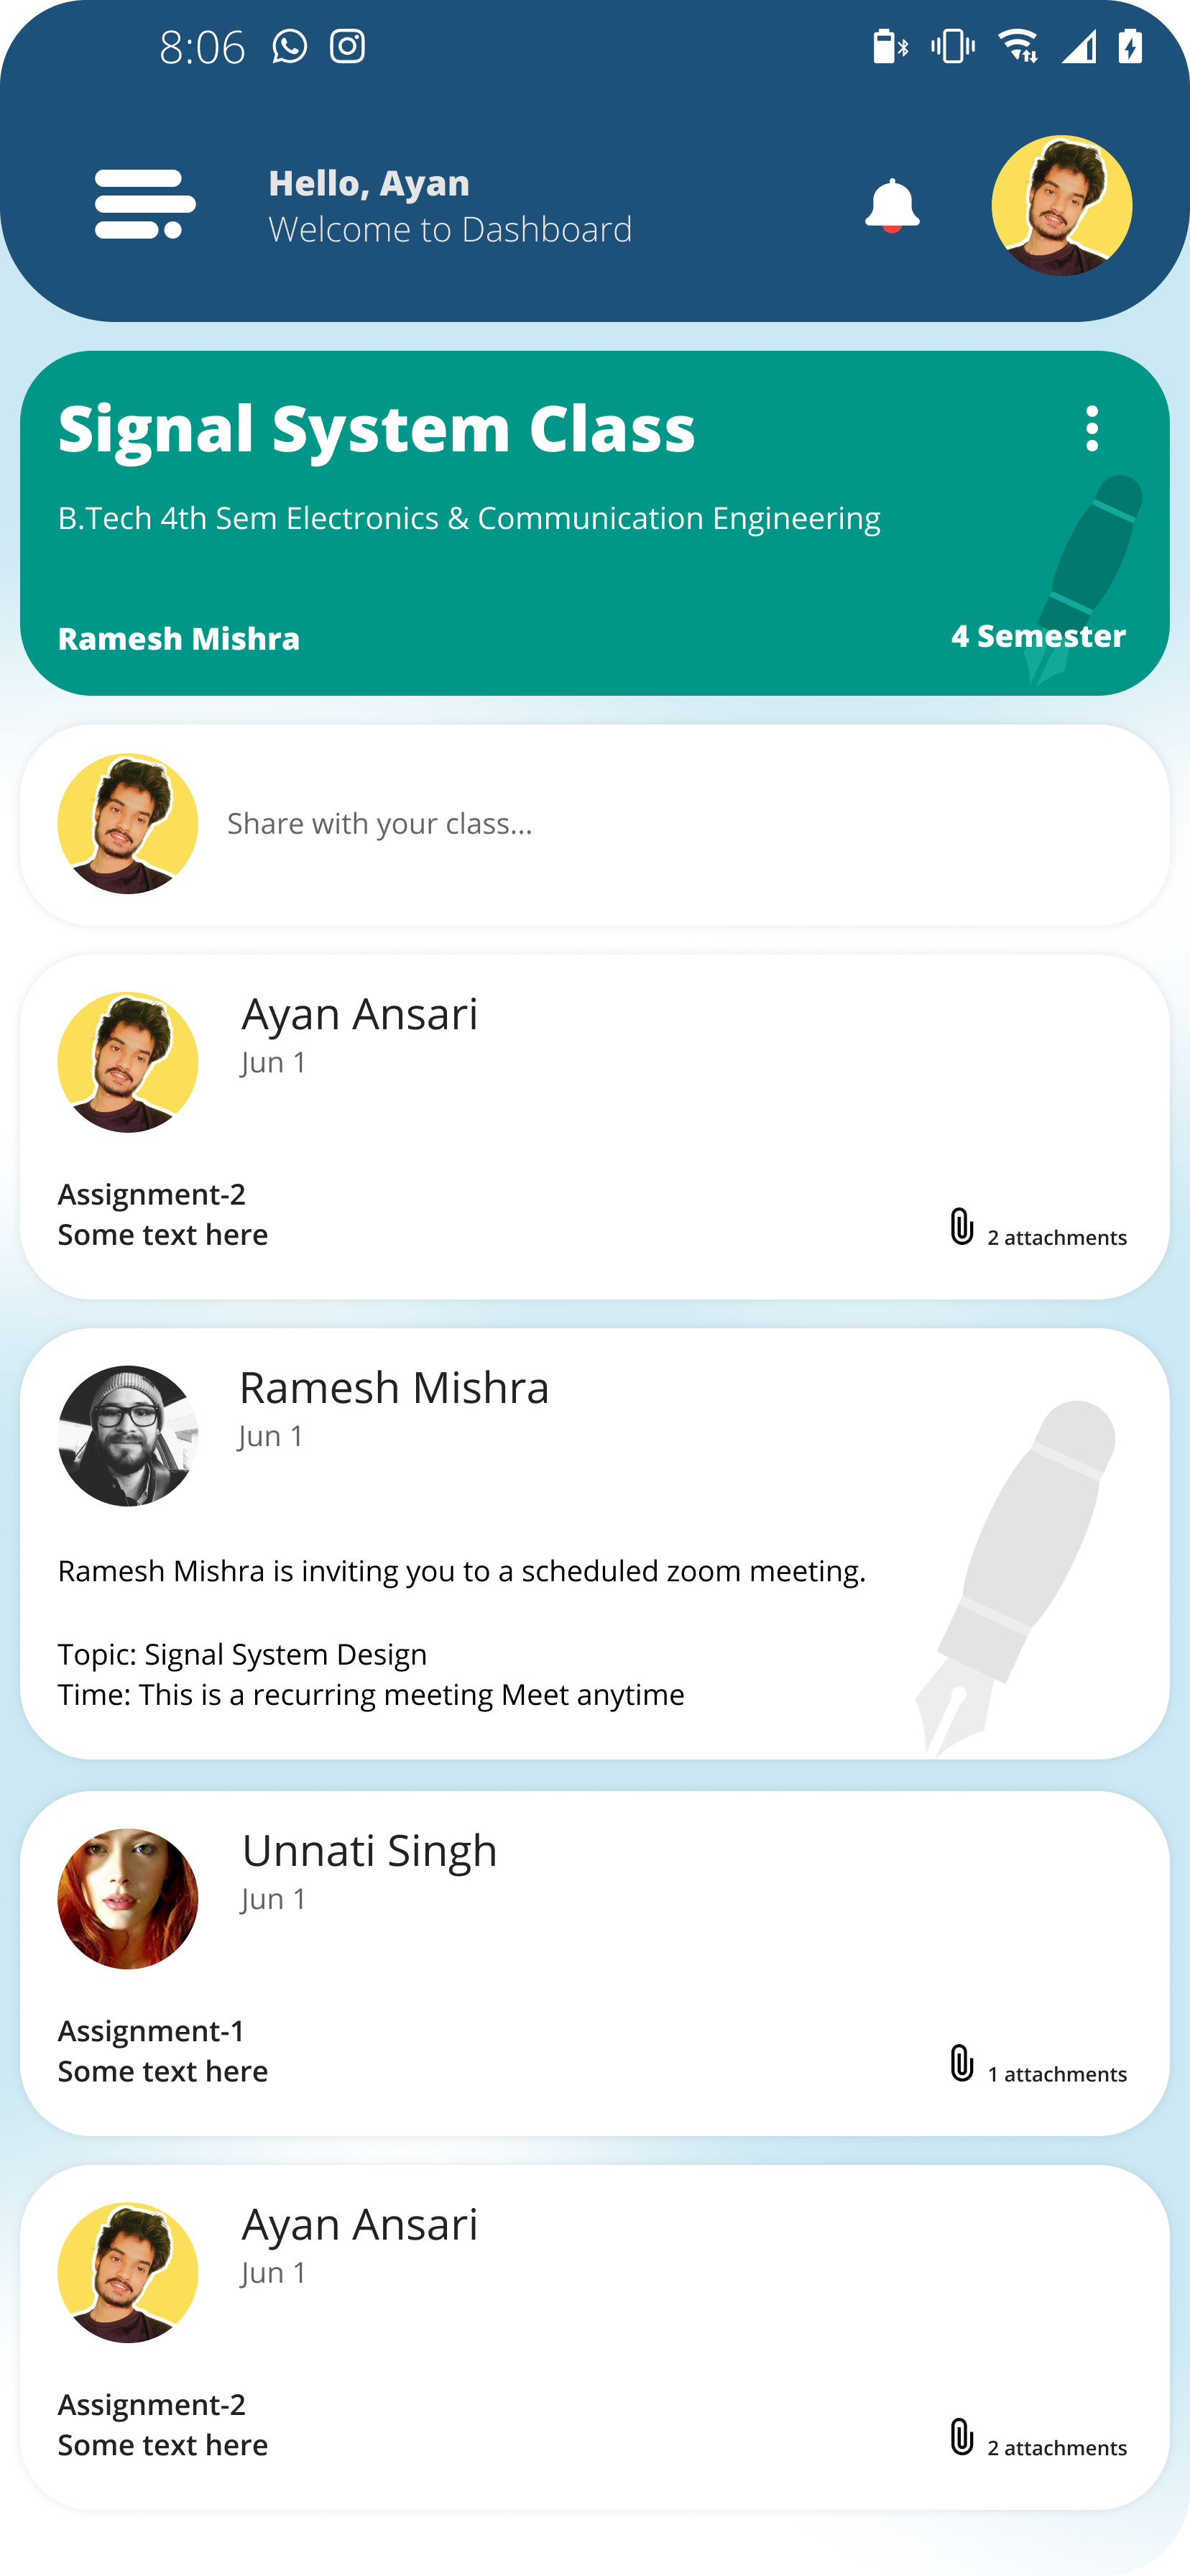 8:06
Hello, Ayan
Welcome to Dashboard
Signal System Class
B.Tech 4th Sem Electronics & Communication Engineering
Ramesh Mishra
4 Semester
Share with your class...
Ayan Ansari
Jun 1
Assignment-2
Some text here
2 attachments
Ramesh Mishra
Jun 1
Ramesh Mishra is inviting you to a scheduled zoom meeting.
Topic: Signal System Design
Time: This is a recurring meeting Meet anytime
Unnati Singh
Jun 1
Assignment-1
Some text here
1 attachments
Ayan Ansari
Jun 1
Assignment-2
Some text here
2 attachments